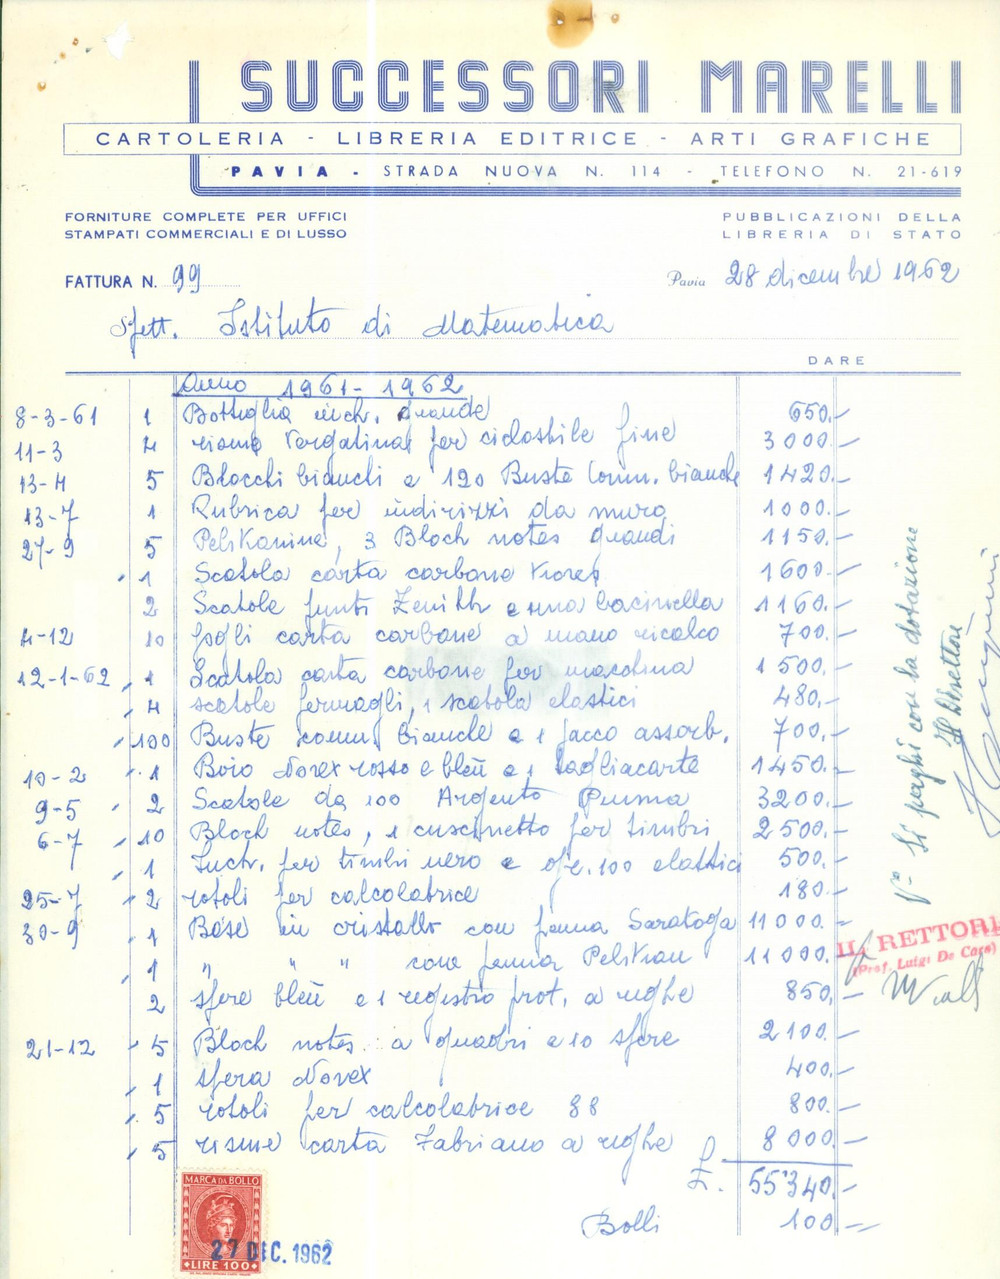 SUCCESSORI MARELLI
CARTOLERIA - LIBRERIA EDITRICE - ARTI GRAFICHE
PAVIA - STRADA NUOVA N. 114 - TELEFONO N. 21-619
FORNITURE COMPLETE PER UFFICI
STAMPATI COMMERCIALI E DI LUSSO
PUBBLICAZIONI DELLA
LIBRERIA DI STATO
FATTURA N. 99
Pavia 28 dicembre 1962
Spett. Istituto di Matematica
DARE
Anno 1961-1962
8-3-61 1 Bottiglia inch. grande 650.-
11-3 4 risme Vergatina per ciclostile fine 3000.-
13-4 5 Blocchi bianchi e 120 Buste Comm. bianche 1420.-
13-7 1 Rubrica per indirizzi da muro 1000.-
27-9 5 Pelikanine, 3 Bloch notes grandi 1150.-
1 Scatola carta carbone Kores 1600.-
2 Scatole punti Zenith e una bacinella 1160.-
4-12 10 fogli carta carbone a mano ricalco 700.-
12-1-62 1 Scatola carta carbone per macchina 1500.-
4 scatole fermagli, 1 scatola elastici 480.-
100 Buste comm. bianche e 1 pacco assorb. 700.-
10-2 1 Biro Norex rosso e bleu e 1 tagliacarte 1450.-
9-5 2 Scatole da 100 Argento Piuma 3200.-
6-7 10 Bloch notes, 1 cuscinetto per timbri 2500.-
1 Inchr. per timbri nero e 100 elastici 500.-
25-7 2 rotoli per calcolatrice 180.-
30-9 1 Base in cristallo con penna Saratoga 11000.-
1 " " " con penna Pelikan 11000.-
2 sfere bleu e 1 registro prot. a righe 850.-
21-12 5 Bloch notes a quadri e 10 sfere 2100.-
1 sfera Norex 400.-
5 rotoli per calcolatrice 88 800.-
5 risme carta Fabriano a righe 8000.-
£. 55'340.-
Bolli 100.-
Vº Si paghi con la dotazione
Il Direttore
IL RETTORE
(Prof. Luigi De Caro)
MARCA DA BOLLO
LIRE 100
27 DIC. 1962